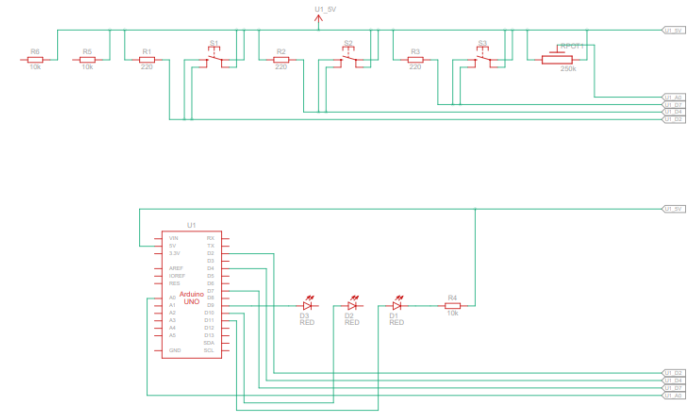 U1_5V
U1_5V
R6
10k
R5
10k
R1
220
S1
R2
220
S2
R3
220
S3
RPOT1
250k
U1_A0
U1_D7
U1_D4
U1_D2
U1_5V
U1
VIN
5V
3.3V
AREF
IOREF
RES
A0
A1
A2
A3
A4
A5
GND
Arduino
UNO
RX
TX
D2
D3
D4
D5
D6
D7
D8
D9
D10
D11
D12
D13
SDA
SCL
D3
RED
D2
RED
D1
RED
R4
10k
U1_D2
U1_D4
U1_D7
U1_A0